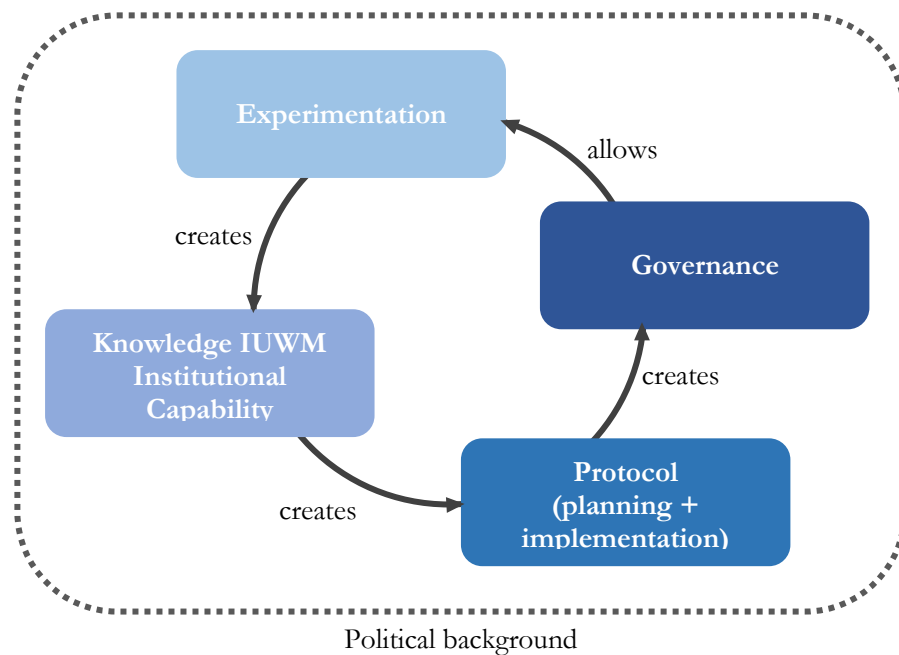 Experimentation
allows
creates
Governance
Knowledge IUWM
Institutional
Capability
creates
Protocol
(planning +
implementation)
creates
Political background